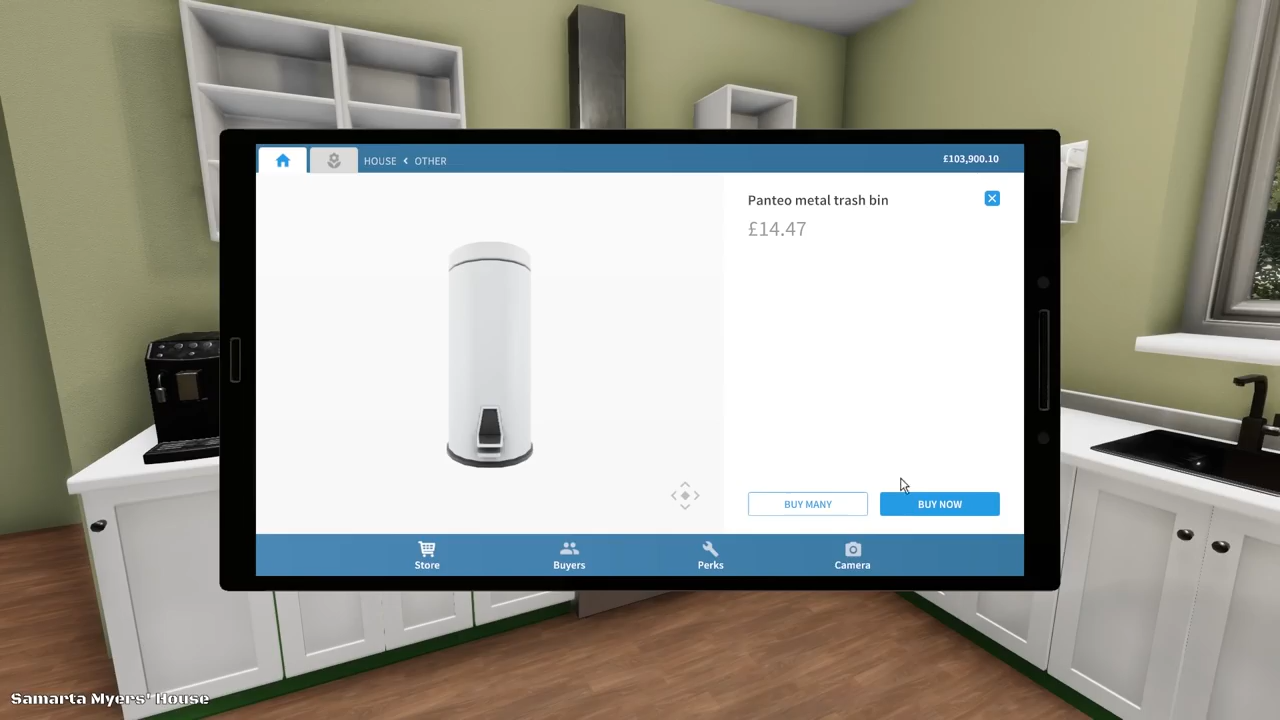 HOUSE < OTHER
£103,900.10
Panteo metal trash bin
£14.47
BUY MANY
BUY NOW
Store
Buyers
Perks
Camera
Samarta Myers' House